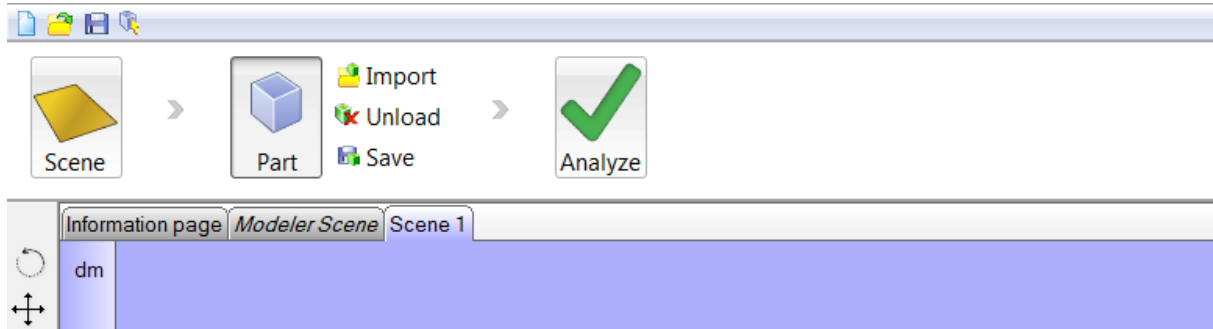 Import
Unload
Save
Scene
Part
Analyze
Information page Modeler Scene Scene 1
dm